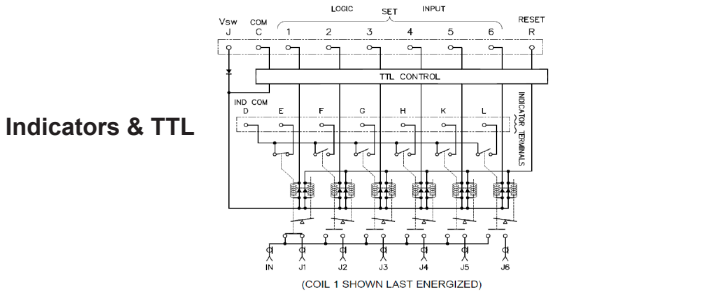 LOGIC SET INPUT
Vsw COM RESET
J C 1 2 3 4 5 6 R
TTL CONTROL
IND COM
D E F G H K L
INDICATOR TERMINALS
Indicators & TTL
IN J1 J2 J3 J4 J5 J6
(COIL 1 SHOWN LAST ENERGIZED)